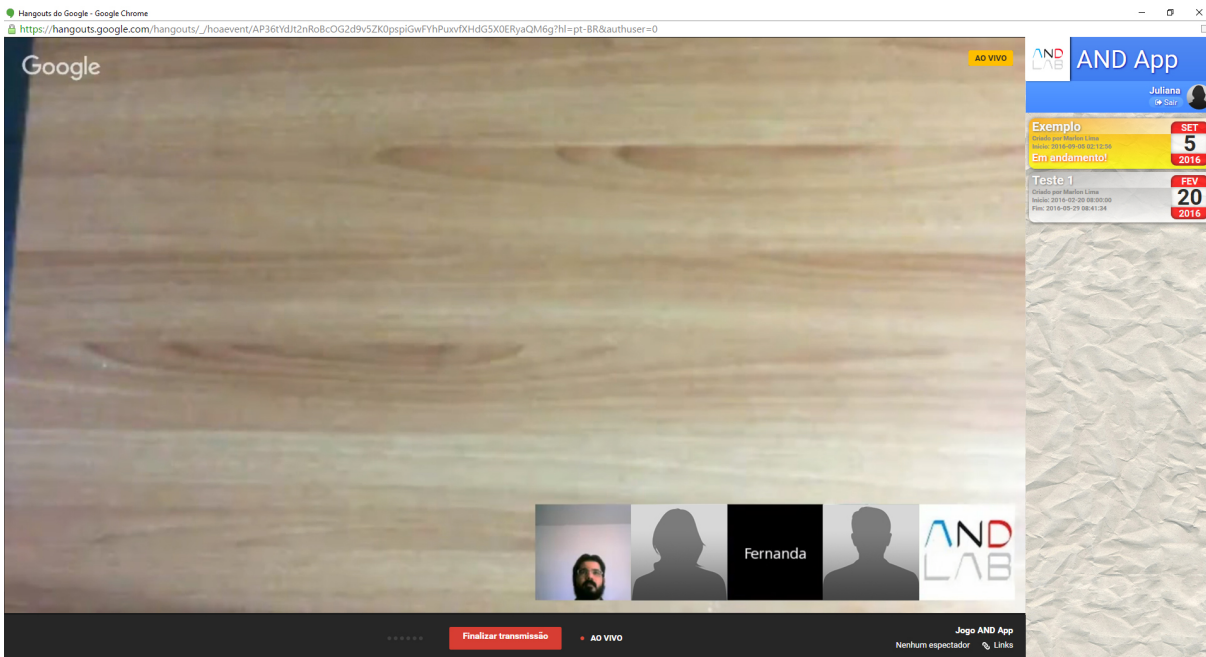 Hangouts do Google - Google Chrome
https://hangouts.google.com/hangouts/_/hoaevent/AP36tYdJt2nRoBcOG2d9v5ZK0pspiGwFYhPuxvfXHdG5X0ERyaQM6g?hl=pt-BR&authuser=0
Google
AO VIVO
AND LAB
AND App
Juliana
Sair
Exemplo
Criado por Marlon Lima
Início: 2016-09-05 02:12:56
Em andamento!
SET
5
2016
Teste 1
Criado por Marlon Lima
Início: 2016-02-20 08:00:00
Fim: 2016-05-29 08:41:24
FEV
20
2016
Fernanda
AND
LAB
Finalizar transmissão
AO VIVO
Jogo AND App
Nenhum espectador
Links